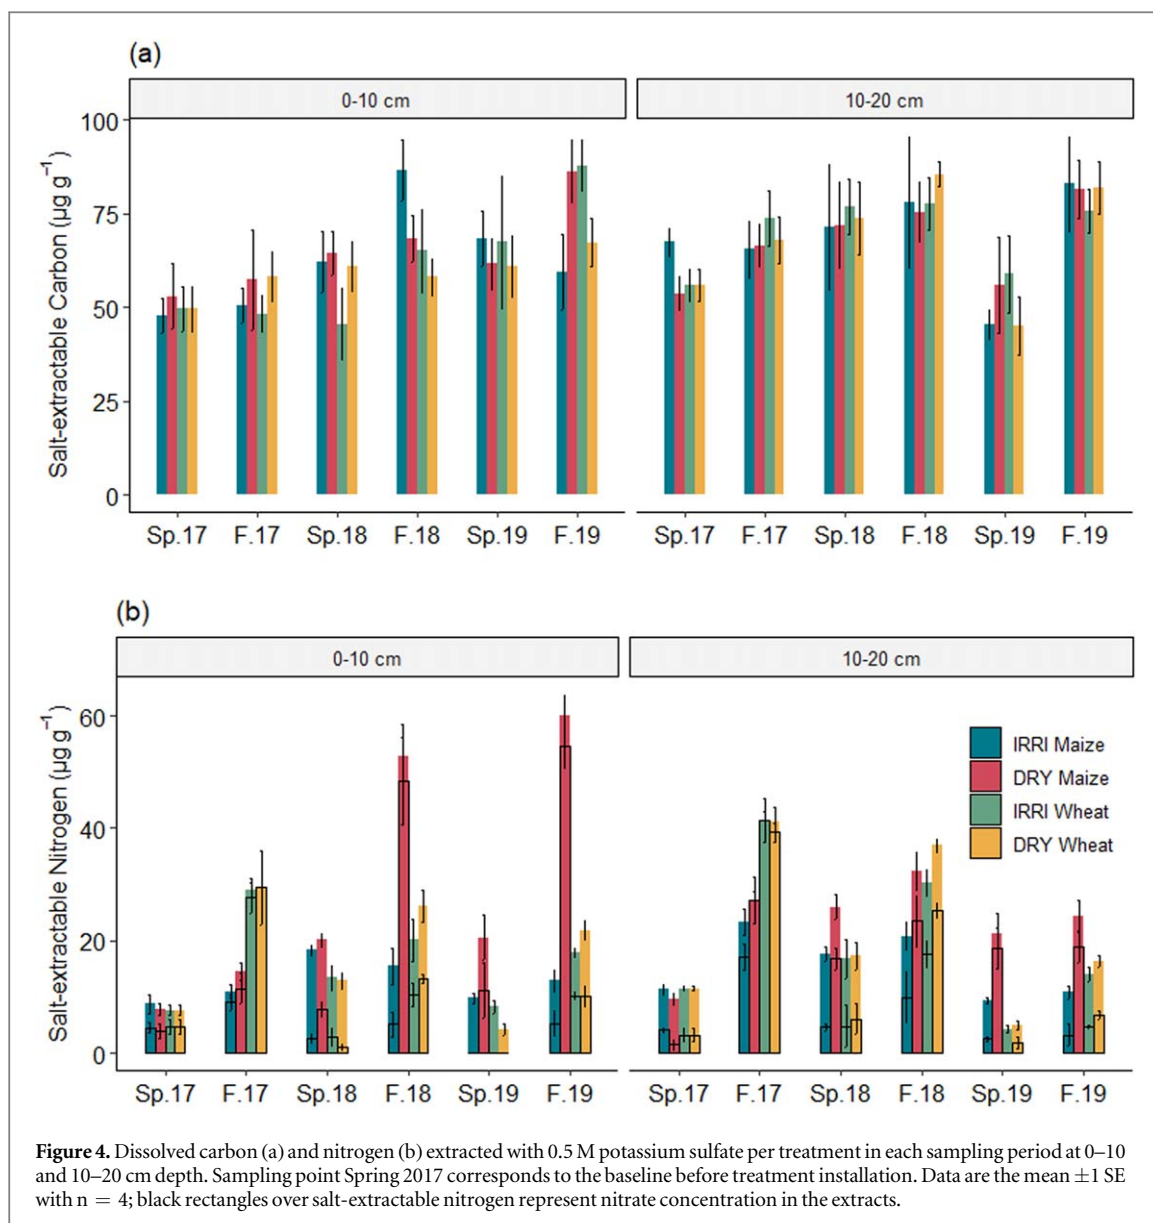 (a)
0-10 cm
10-20 cm
Salt-extractable Carbon (µg g⁻¹)
100
75
50
25
0
Sp.17 F.17 Sp.18 F.18 Sp.19 F.19
Sp.17 F.17 Sp.18 F.18 Sp.19 F.19
(b)
0-10 cm
10-20 cm
Salt-extractable Nitrogen (µg g⁻¹)
60
40
20
0
IRRI Maize
DRY Maize
IRRI Wheat
DRY Wheat
Sp.17 F.17 Sp.18 F.18 Sp.19 F.19
Sp.17 F.17 Sp.18 F.18 Sp.19 F.19
Figure 4. Dissolved carbon (a) and nitrogen (b) extracted with 0.5 M potassium sulfate per treatment in each sampling period at 0–10
and 10–20 cm depth. Sampling point Spring 2017 corresponds to the baseline before treatment installation. Data are the mean ±1 SE
with n = 4; black rectangles over salt-extractable nitrogen represent nitrate concentration in the extracts.